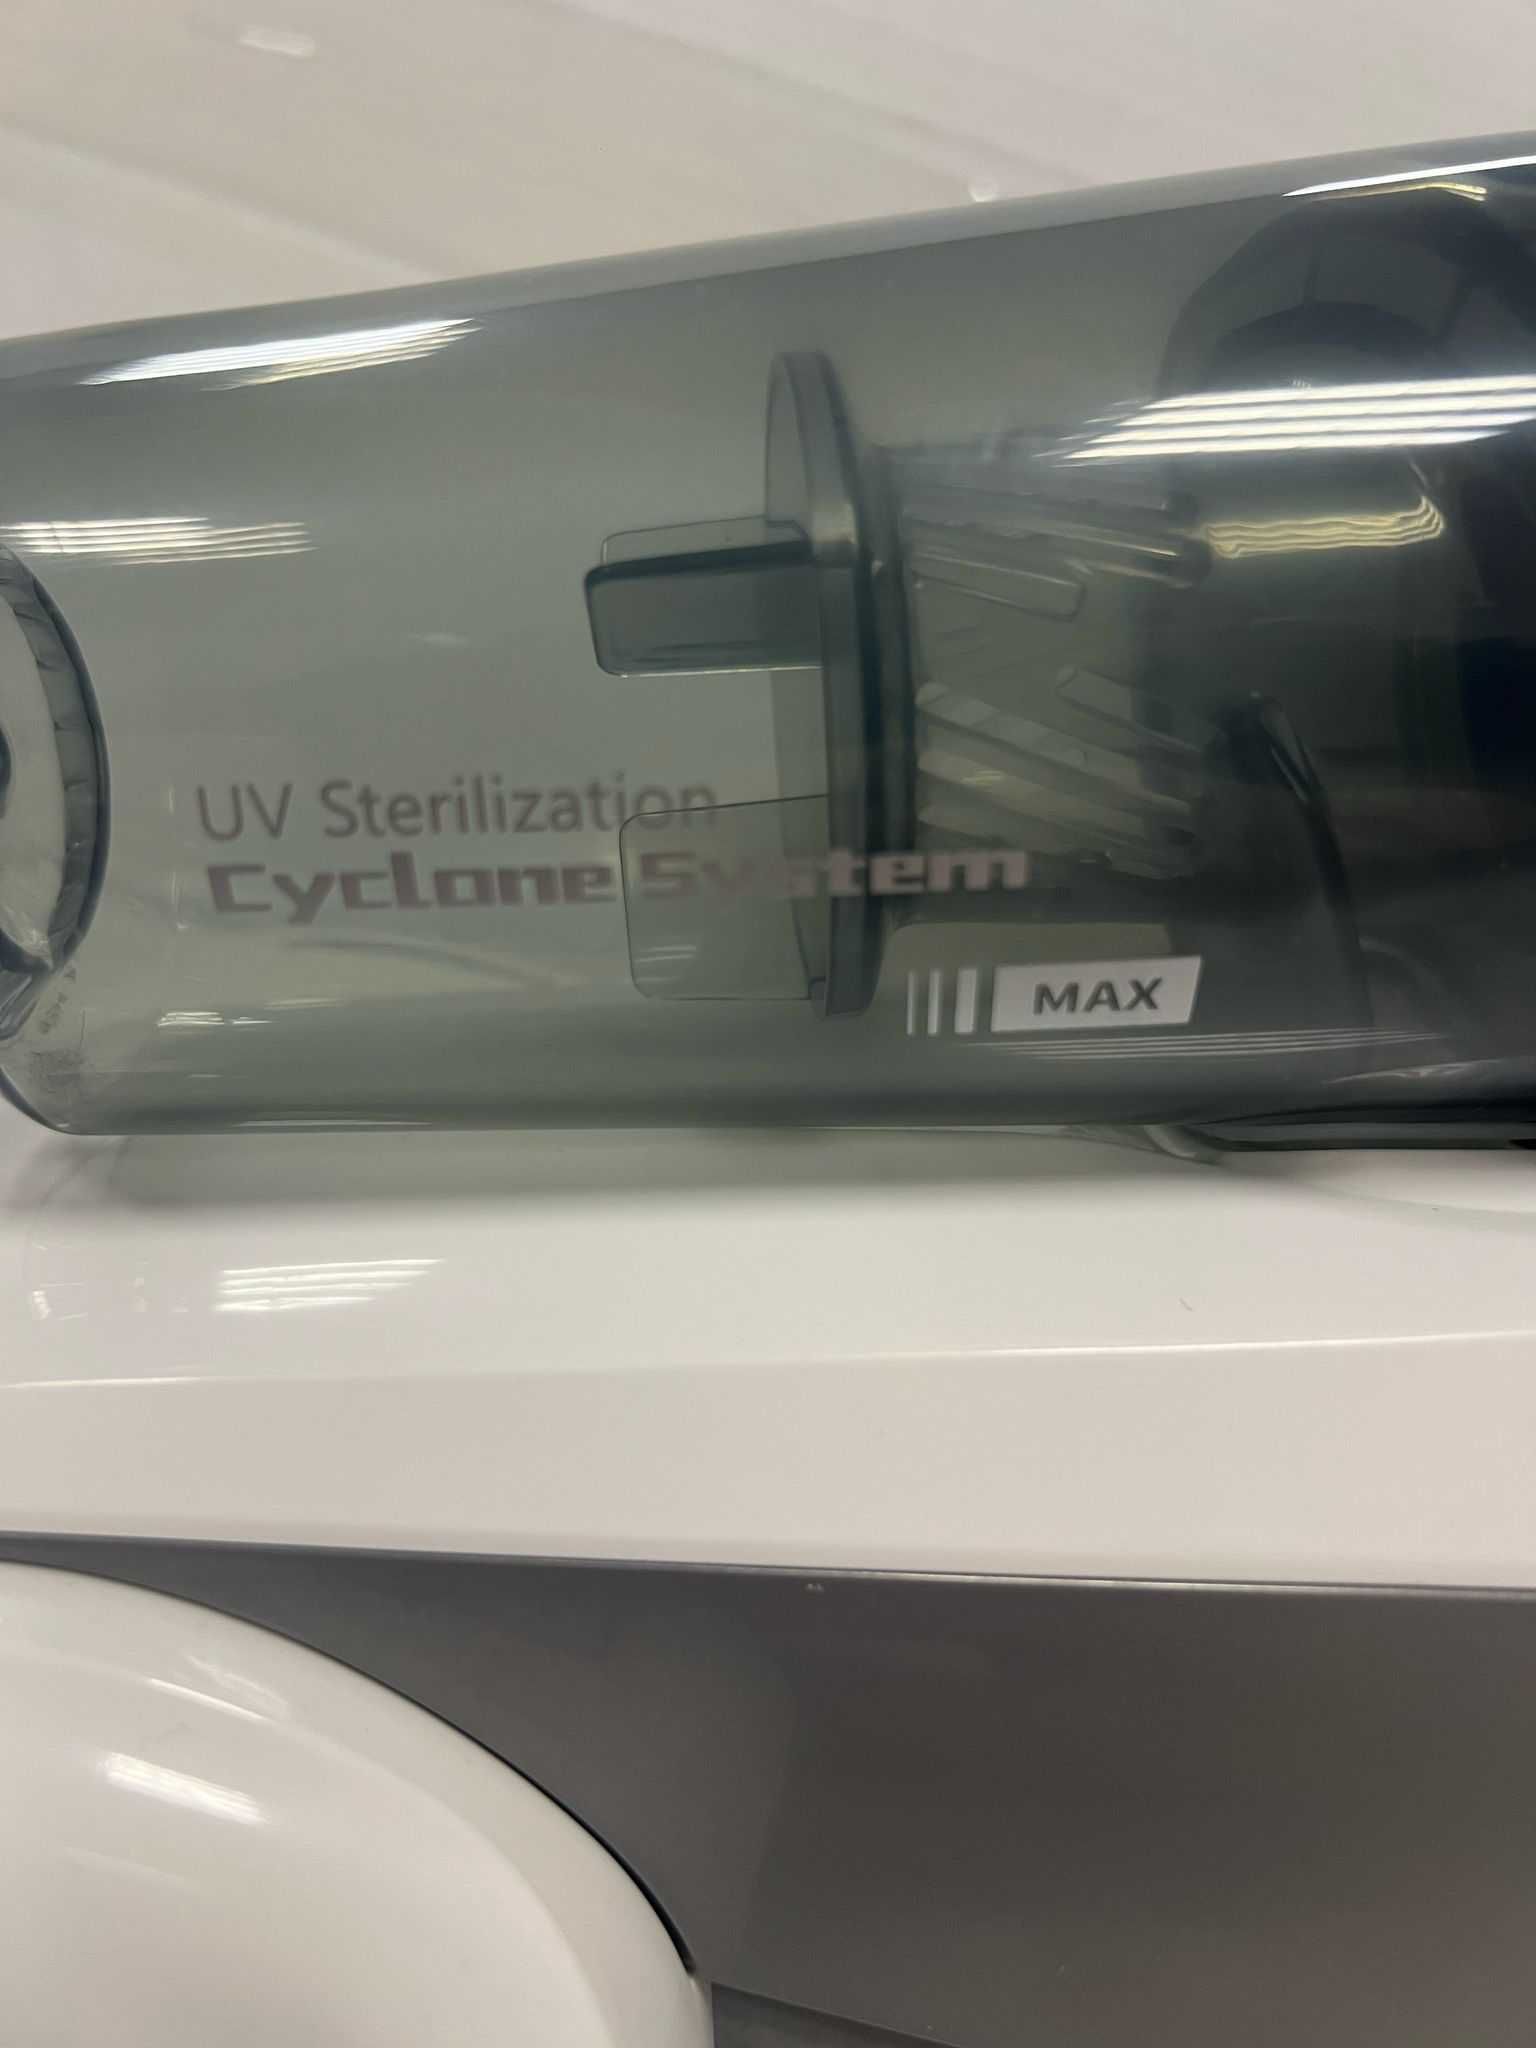 UV Sterilization
Cyclone System
MAX